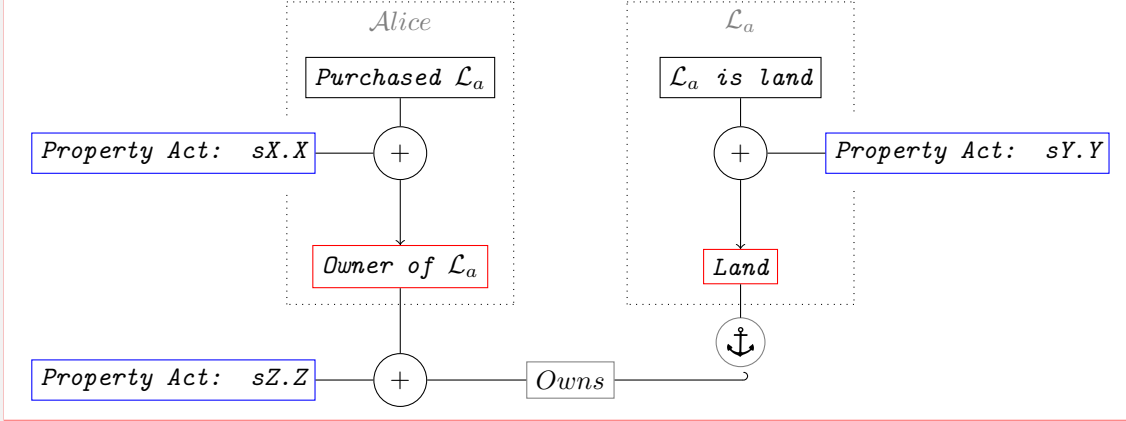 Alice
ℒₐ
Purchased ℒₐ
ℒₐ is land
+
+
Property Act: sX.X
Property Act: sY.Y
Owner of ℒₐ
Land
Property Act: sZ.Z
+
Owns